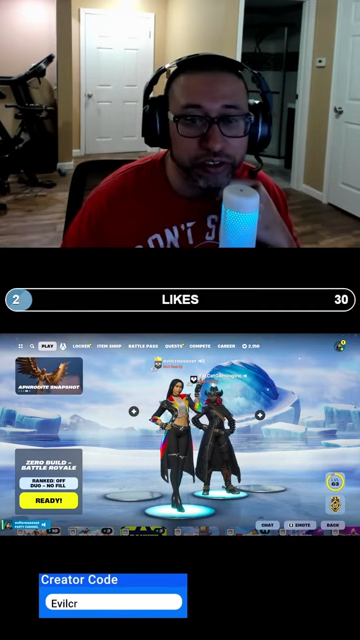 DON'T S
2
LIKES
30
PLAY LOCKER ITEM SHOP BATTLE PASS QUESTS COMPETE CAREER
APHRODITE SNAPSHOT
ZERO BUILD -
BATTLE ROYALE
RANKED: OFF
DUO - NO FILL
READY!
CHAT
EMOTE
BACK
Creator Code
Evilcr